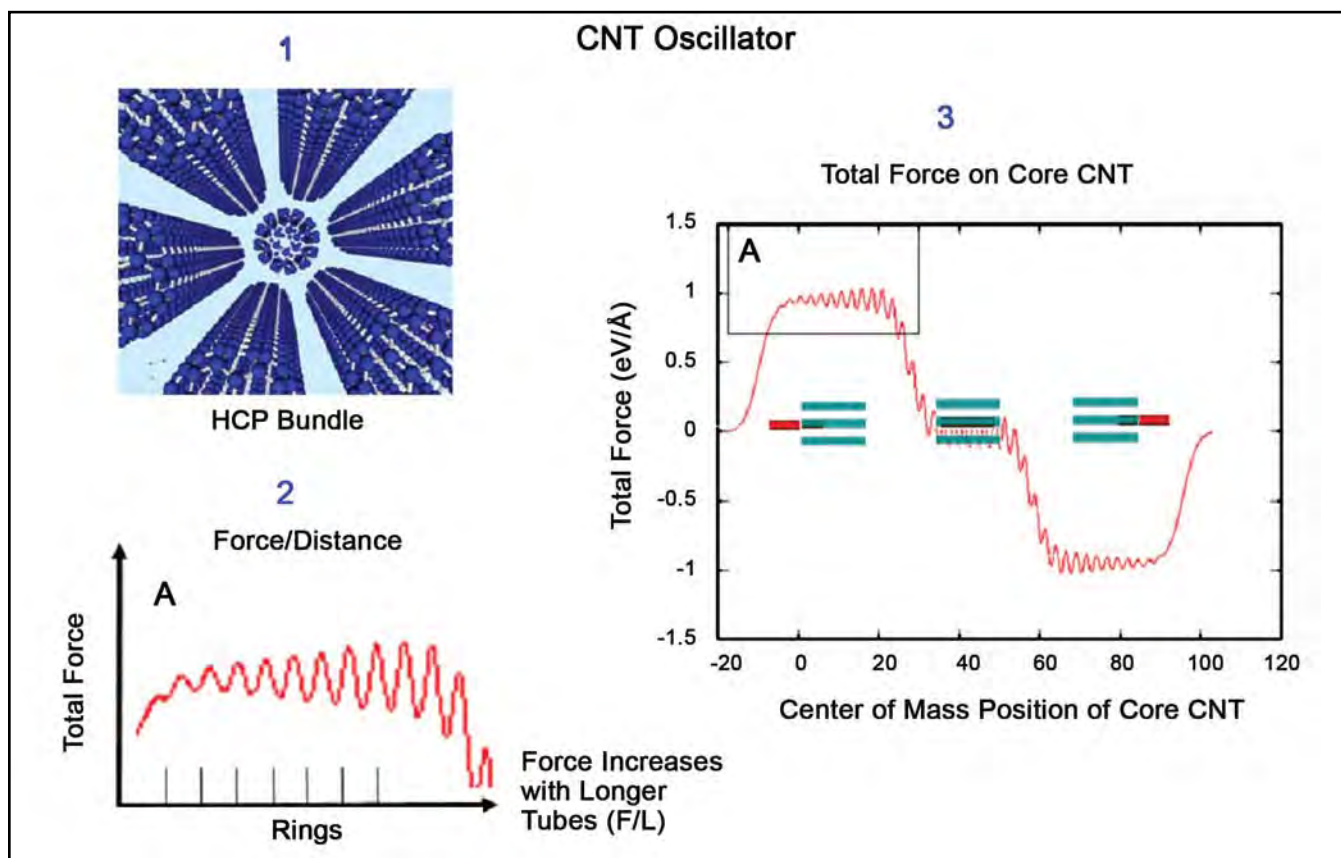 CNT Oscillator
1
HCP Bundle
2
Force/Distance
A
Total Force
Rings
Force Increases
with Longer
Tubes (F/L)
3
Total Force on Core CNT
A
1.5
1
0.5
0
-0.5
-1
-1.5
Total Force (eV/Å)
-20 0 20 40 60 80 100 120
Center of Mass Position of Core CNT